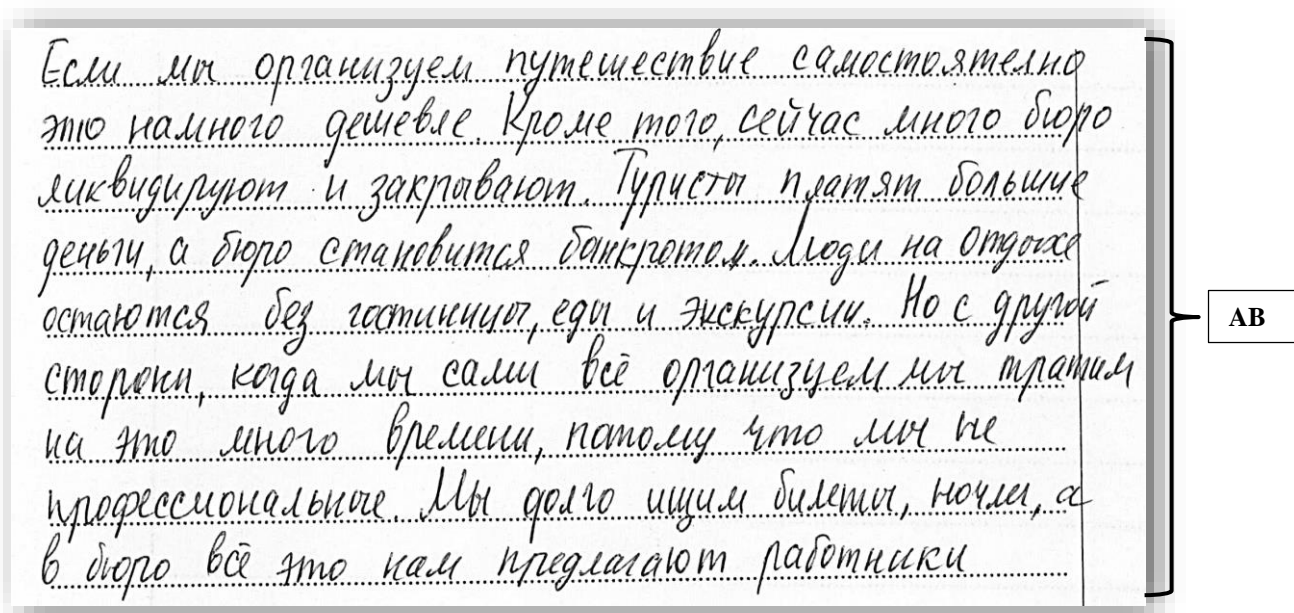 Если мы организуем путешествие самостоятелно
это намного дешевле. Кроме того, сейчас много бюро
ликвидируют и закрывают. Туристы платят большие
деньги, а бюро становится банкротом. Люди на отдыхе
остаются без гостиницы, еды и экскурсии. Но с другой
стороны, когда мы сами всё организуем мы тратим
на это много времени, потому что мы не
профессиональные. Мы долго ищим билеты, ночлег, а
в бюро всё это нам предлагают работники
AB